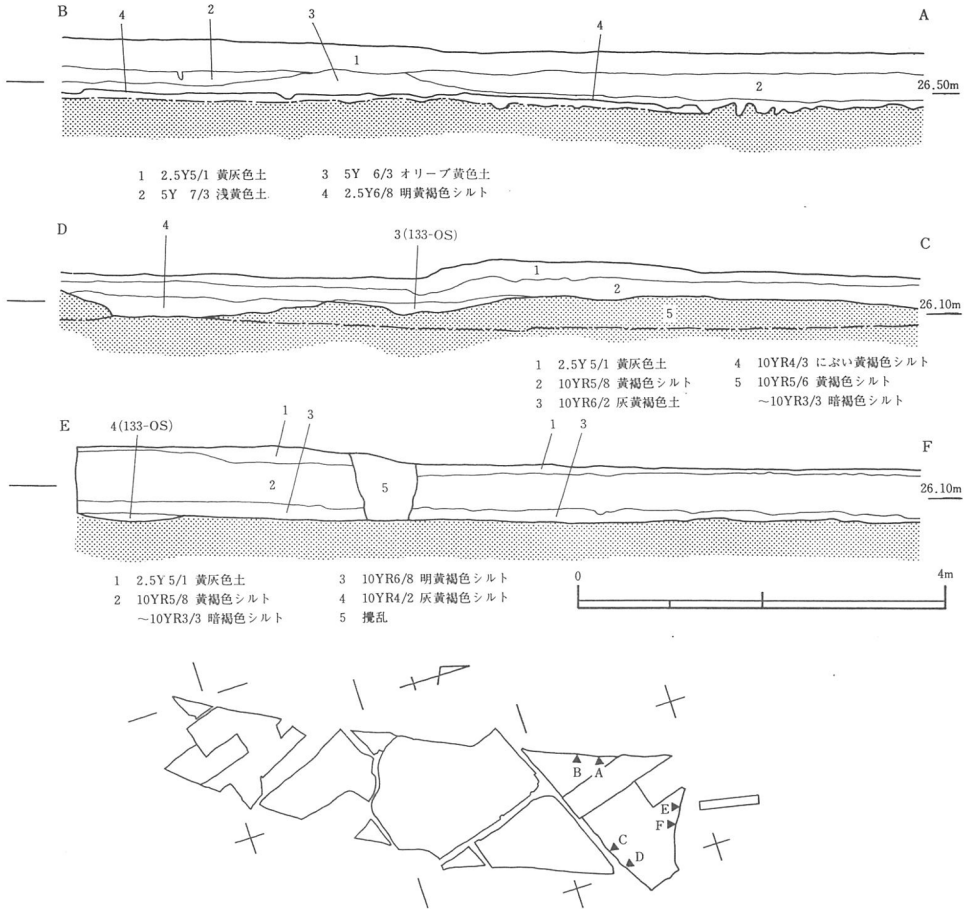 B 4 2 3 4 A
1
2
26.50m
1 2.5Y5/1 黄灰色土 3 5Y 6/3 オリーブ黄色土
2 5Y 7/3 浅黄色土 4 2.5Y6/8 明黄褐色シルト
D 4 3(133-OS) C
1
2
26.10m
5
1 2.5Y5/1 黄灰色土 4 10YR4/3 にぶい黄褐色シルト
2 10YR5/8 黄褐色シルト 5 10YR5/6 黄褐色シルト
3 10YR6/2 灰黄褐色土 ～10YR3/3 暗褐色シルト
E 4(133-OS) 1 3 1 3 F
2 5
26.10m
1 2.5Y5/1 黄灰色土 3 10YR6/8 明黄褐色シルト
2 10YR5/8 黄褐色シルト 4 10YR4/2 灰黄褐色シルト
～10YR3/3 暗褐色シルト 5 攪乱
0 4m
B A
E
F
C
D